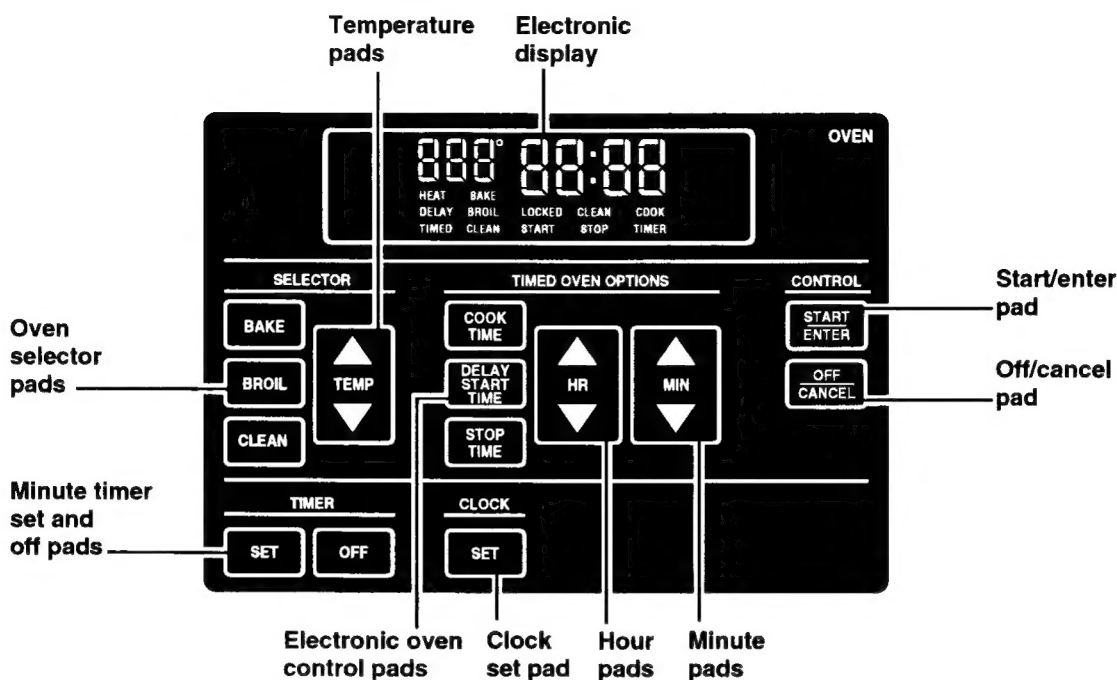 Temperature
pads
Electronic
display
OVEN
888° 88:88
HEAT BAKE
DELAY BROIL LOCKED CLEAN COOK
TIMED CLEAN START STOP TIMER
SELECTOR
TIMED OVEN OPTIONS
CONTROL
BAKE
BROIL
CLEAN
TEMP
COOK
TIME
DELAY
START
TIME
STOP
TIME
HR
MIN
START
ENTER
OFF
CANCEL
Start/enter
pad
Off/cancel
pad
Oven
selector
pads
Minute timer
set and
off pads
TIMER
SET OFF
CLOCK
SET
Electronic oven
control pads
Clock
set pad
Hour
pads
Minute
pads